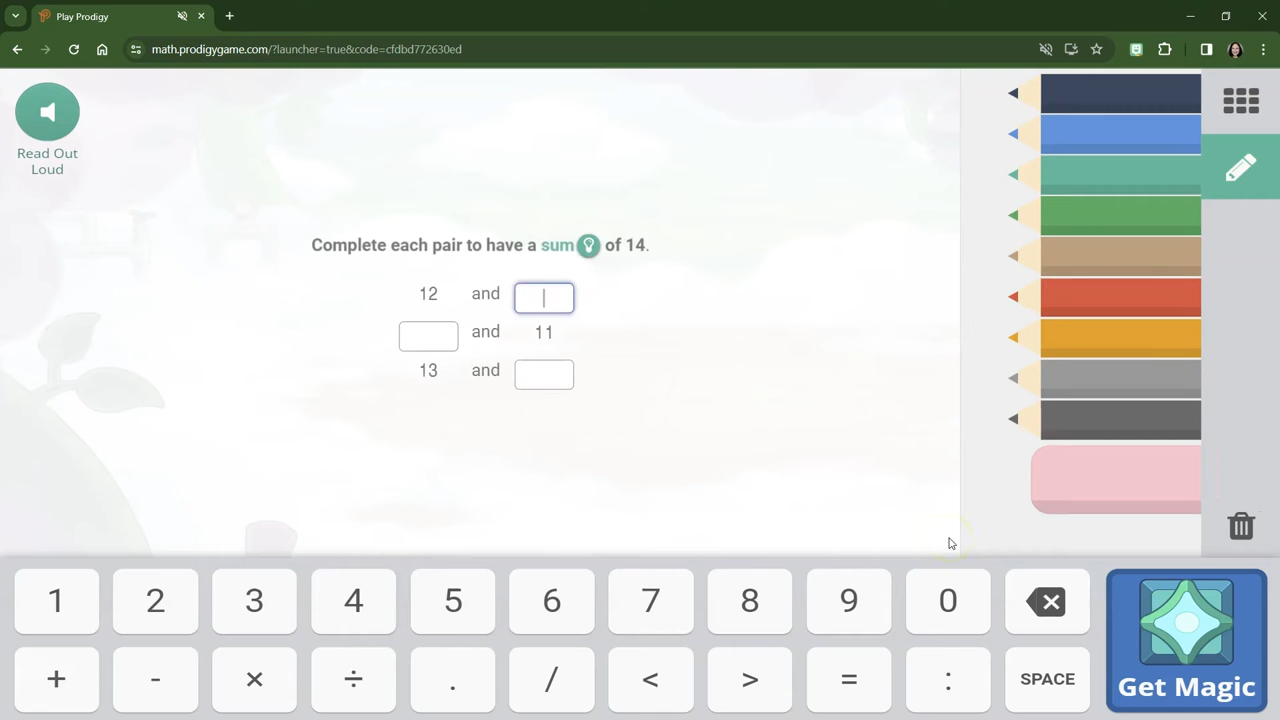 Play Prodigy
math.prodigygame.com/?launcher=true&code=cfdbd772630ed
Read Out
Loud
Complete each pair to have a sum of 14.
12 and
and 11
13 and
1 2 3 4 5 6 7 8 9 0
+ - × ÷ . / < > = : SPACE
Get Magic